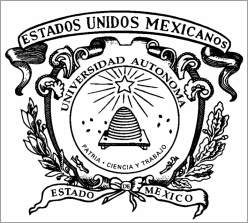 ESTADOS UNIDOS MEXICANOS
UNIVERSIDAD AUTONOMA
PATRIA • CIENCIA Y TRABAJO
ESTADO DE MEXICO